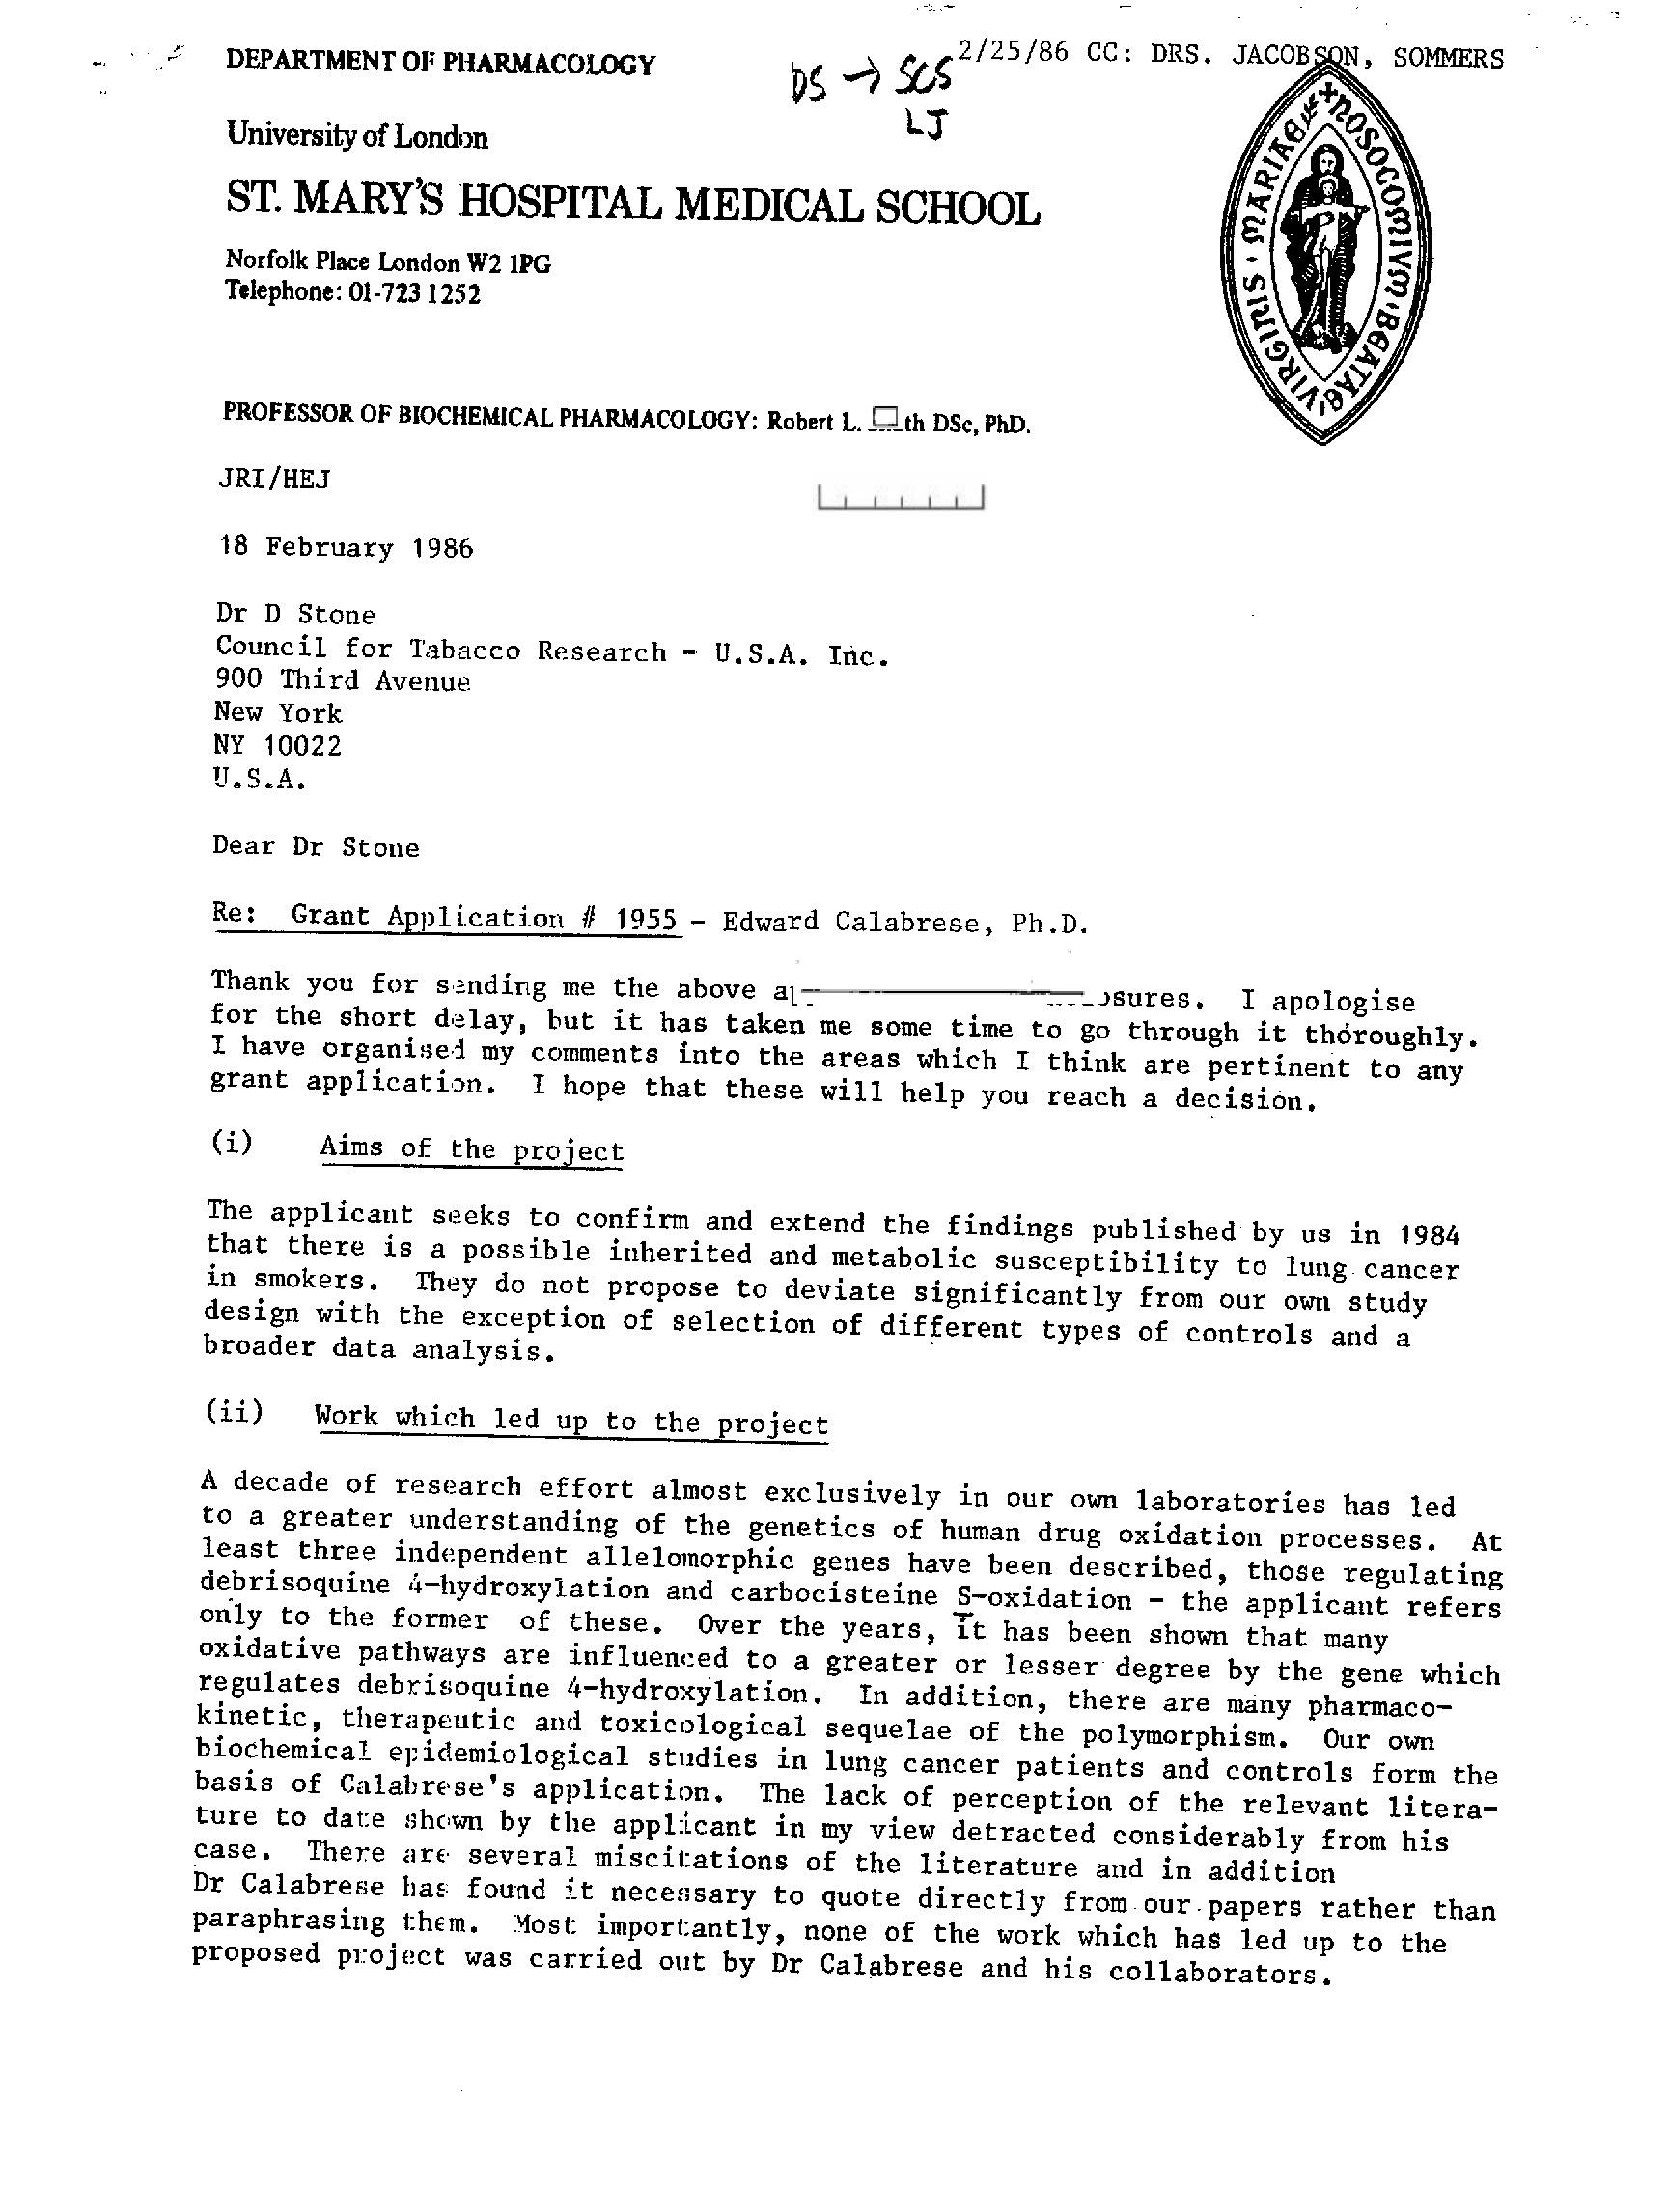 DEPARTMENT OF PHARMACOLOGY
DS → SCS 2/25/86 CC: DRS. JACOBSON, SOMMERS
LJ
University of London
ST. MARY'S HOSPITAL MEDICAL SCHOOL
Norfolk Place London W2 1PG
Telephone: 01-723 1252
NOSOCOMIVM · BEATAE · VIRGINIS · MARIAE
PROFESSOR OF BIOCHEMICAL PHARMACOLOGY: Robert L. th DSc, PhD.
JRI/HEJ
18 February 1986
Dr D Stone
Council for Tabacco Research - U.S.A. Inc.
900 Third Avenue
New York
NY 10022
U.S.A.
Dear Dr Stone
Re: Grant Application # 1955 - Edward Calabrese, Ph.D.
Thank you for sending me the above I apologise
for the short delay, but it has taken me some time to go through it thoroughly.
I have organised my comments into the areas which I think are pertinent to any
grant application. I hope that these will help you reach a decision.
(i) Aims of the project
The applicant seeks to confirm and extend the findings published by us in 1984
that there is a possible inherited and metabolic susceptibility to lung cancer
in smokers. They do not propose to deviate significantly from our own study
design with the exception of selection of different types of controls and a
broader data analysis.
(ii) Work which led up to the project
A decade of research effort almost exclusively in our own laboratories has led
to a greater understanding of the genetics of human drug oxidation processes. At
least three independent allelomorphic genes have been described, those regulating
debrisoquine 4-hydroxylation and carbocisteine S-oxidation - the applicant refers
only to the former of these. Over the years, it has been shown that many
oxidative pathways are influenced to a greater or lesser degree by the gene which
regulates debrisoquine 4-hydroxylation. In addition, there are many pharmaco-
kinetic, therapeutic and toxicological sequelae of the polymorphism. Our own
biochemical epidemiological studies in lung cancer patients and controls form the
basis of Calabrese's application. The lack of perception of the relevant litera-
ture to date shown by the applicant in my view detracted considerably from his
case. There are several miscitations of the literature and in addition
Dr Calabrese has found it necessary to quote directly from our papers rather than
paraphrasing them. Most importantly, none of the work which has led up to the
proposed project was carried out by Dr Calabrese and his collaborators.